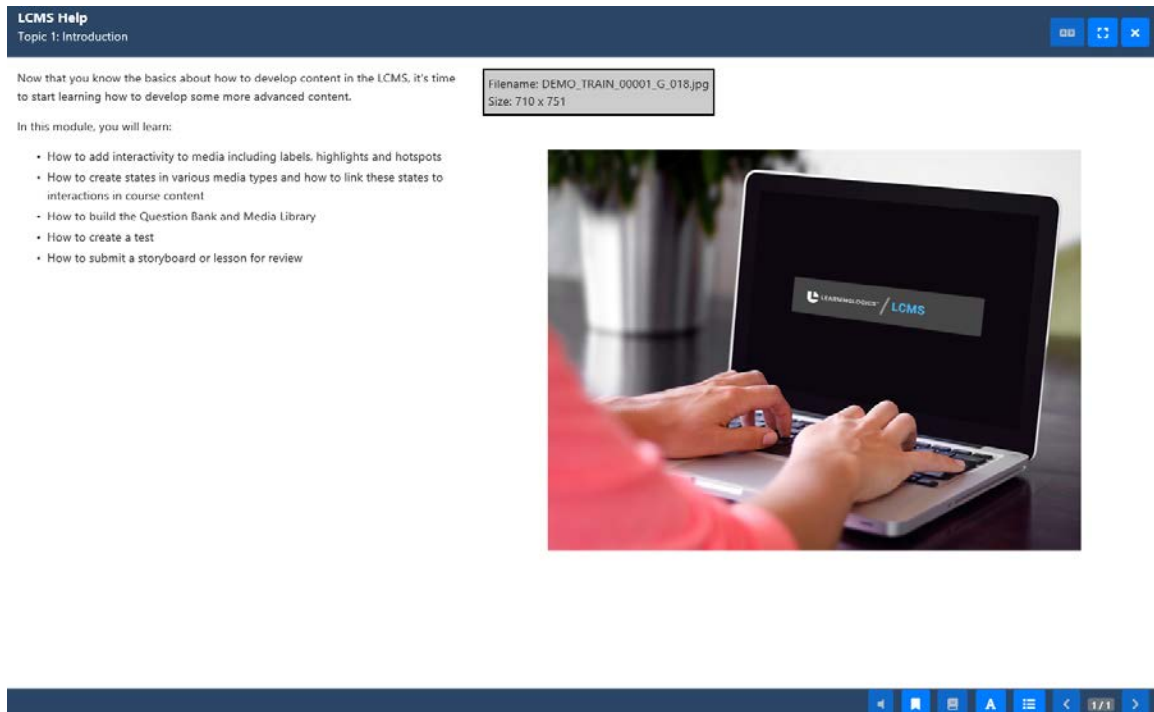 LCMS Help
Topic 1: Introduction
Now that you know the basics about how to develop content in the LCMS, it's time
to start learning how to develop some more advanced content.
In this module, you will learn:
• How to add interactivity to media including labels, highlights and hotspots
• How to create states in various media types and how to link these states to
interactions in course content
• How to build the Question Bank and Media Library
• How to create a test
• How to submit a storyboard or lesson for review
Filename: DEMO_TRAIN_00001_G_018.jpg
Size: 710 x 751
LEARNINGLOGICS™ / LCMS
A
1/1